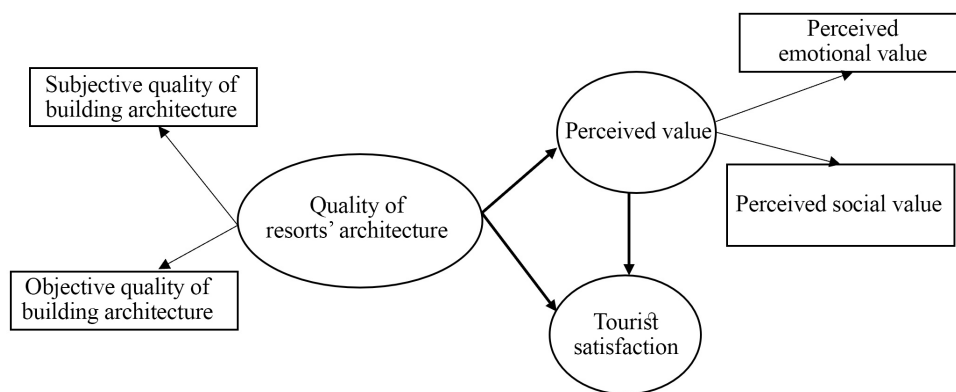 Perceived
emotional value
Subjective quality of
building architecture
Perceived value
Perceived social value
Quality of
resorts’ architecture
Objective quality of
building architecture
Tourist
satisfaction